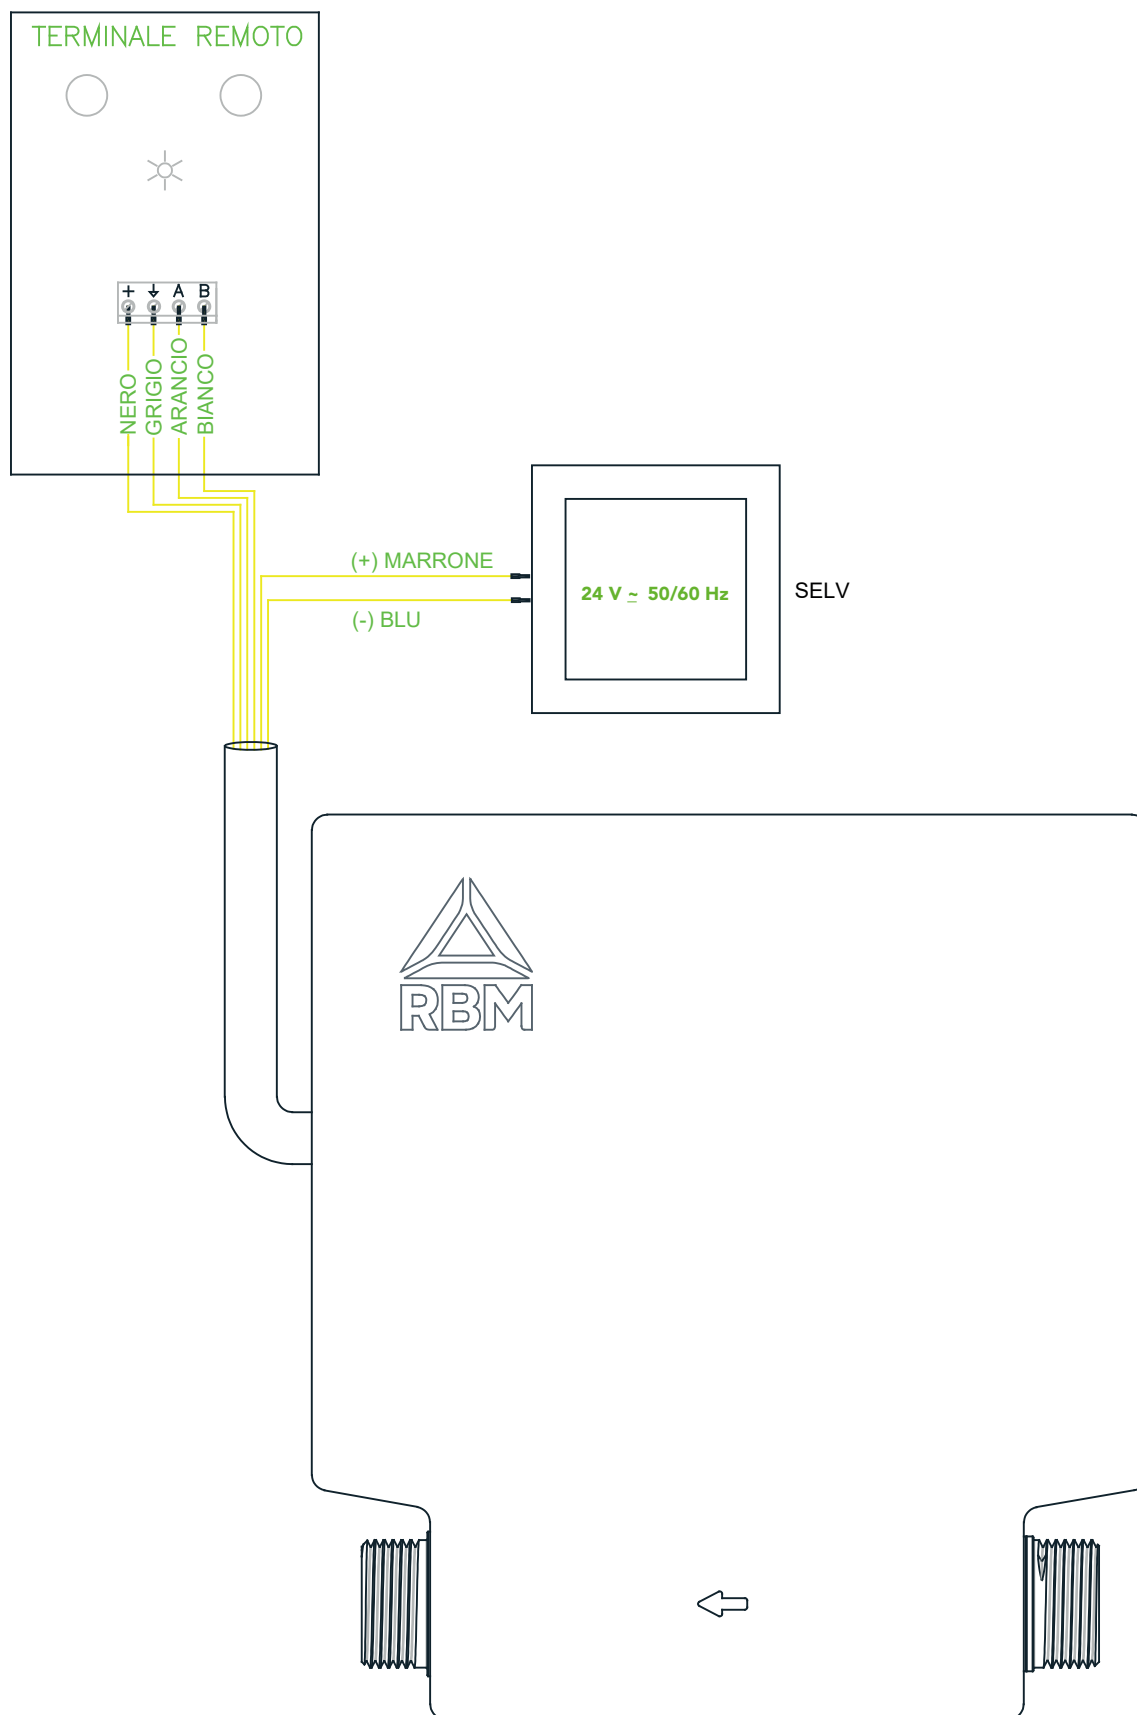 TERMINALE REMOTO
+ ⏚ A B
NERO
GRIGIO
ARANCIO
BIANCO
(+) MARRONE
24 V ~ 50/60 Hz
SELV
(-) BLU
RBM